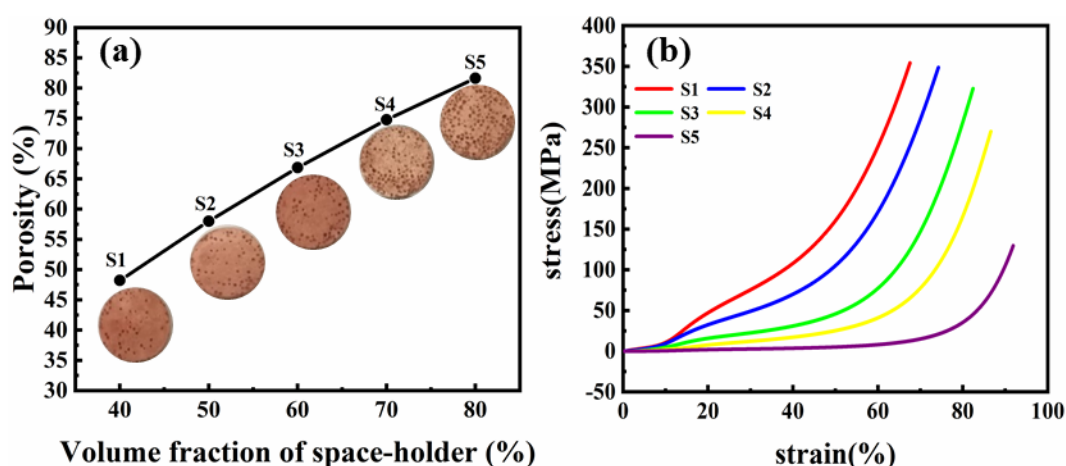 (a)
Porosity (%)
90
85
80
75
70
65
60
55
50
45
40
35
30
S1
S2
S3
S4
S5
40 50 60 70 80
Volume fraction of space-holder (%)
(b)
stress(MPa)
400
350
300
250
200
150
100
50
0
-50
S1 S2
S3 S4
S5
0 20 40 60 80 100
strain(%)